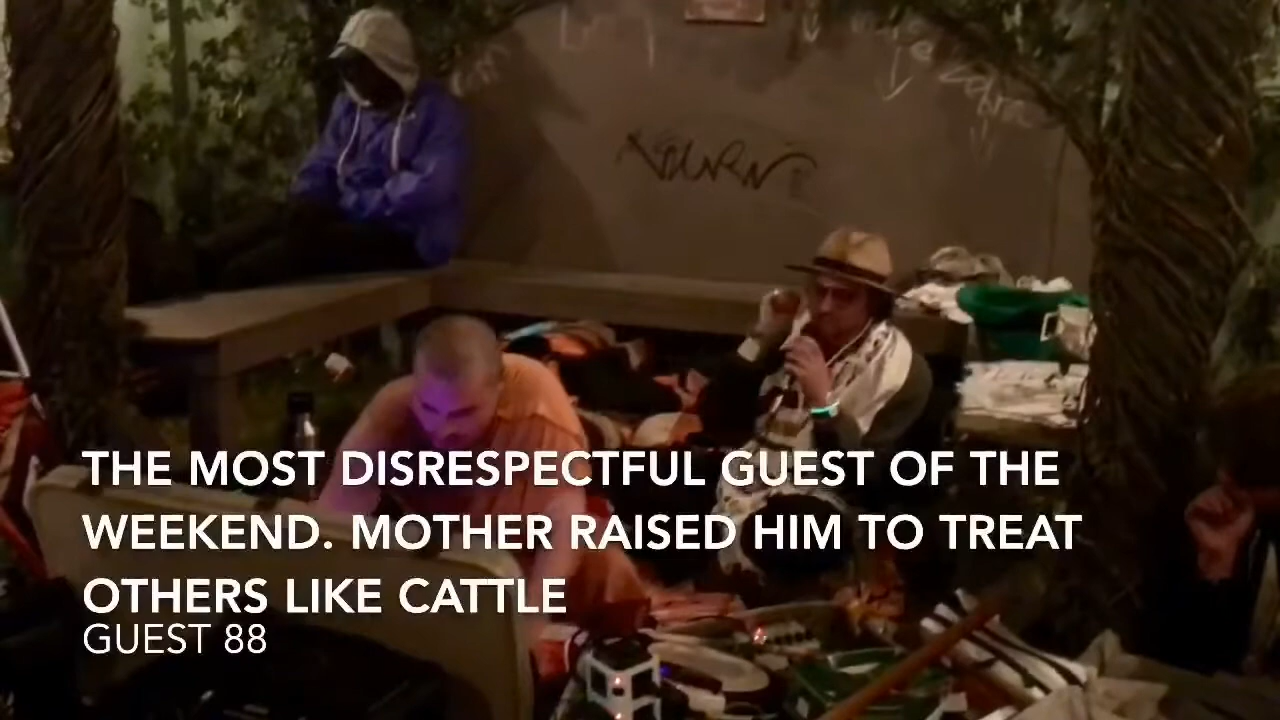 THE MOST DISRESPECTFUL GUEST OF THE
WEEKEND. MOTHER RAISED HIM TO TREAT
OTHERS LIKE CATTLE
GUEST 88